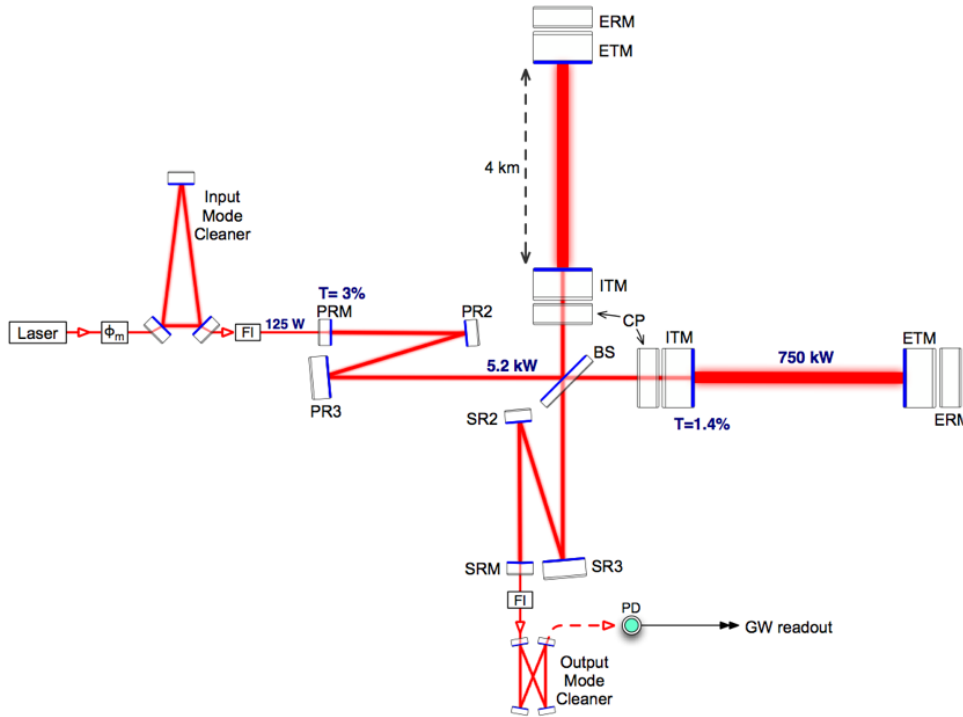 ERM
ETM
4 km
Input
Mode
Cleaner
ITM
T= 3%
PRM
PR2
CP
ITM
ETM
Laser
ϕm
FI
125 W
5.2 kW
BS
750 kW
PR3
SR2
T=1.4%
ERM
SRM
SR3
FI
PD
GW readout
Output
Mode
Cleaner